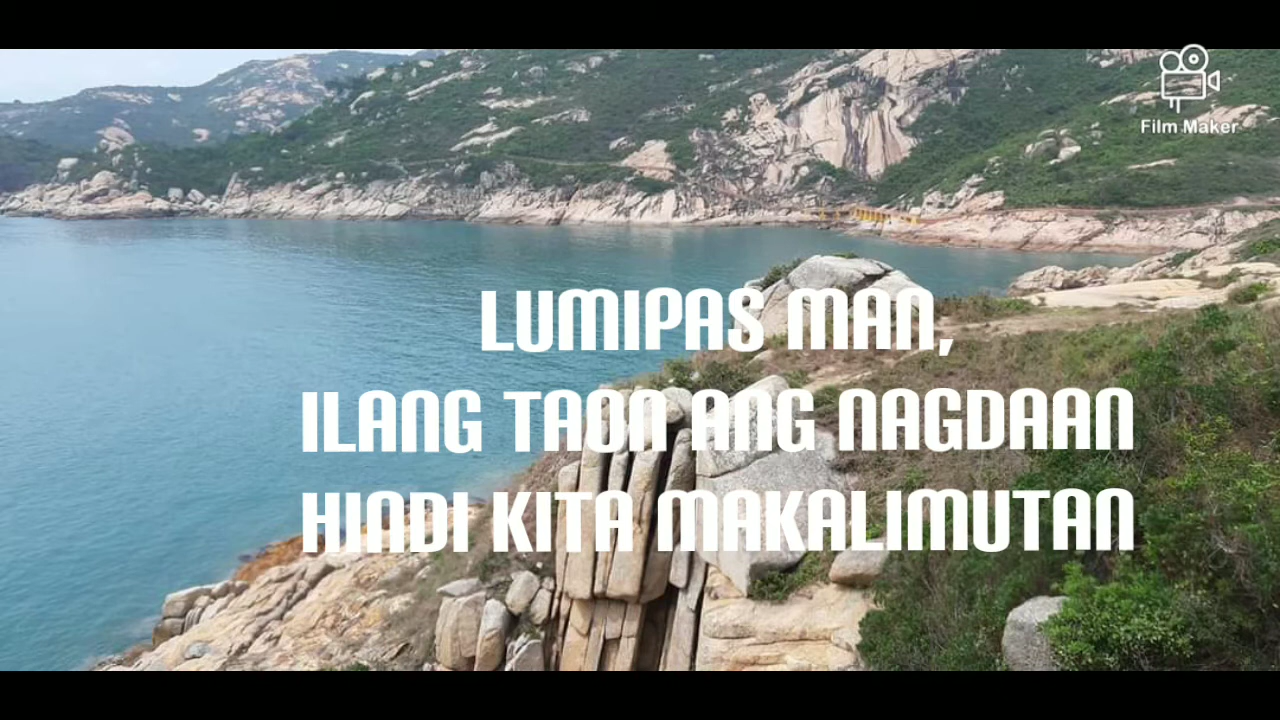 Film Maker
LUMIPAS MAN,
ILANG TAON ANG NAGDAAN
HINDI KITA MAKALIMUTAN